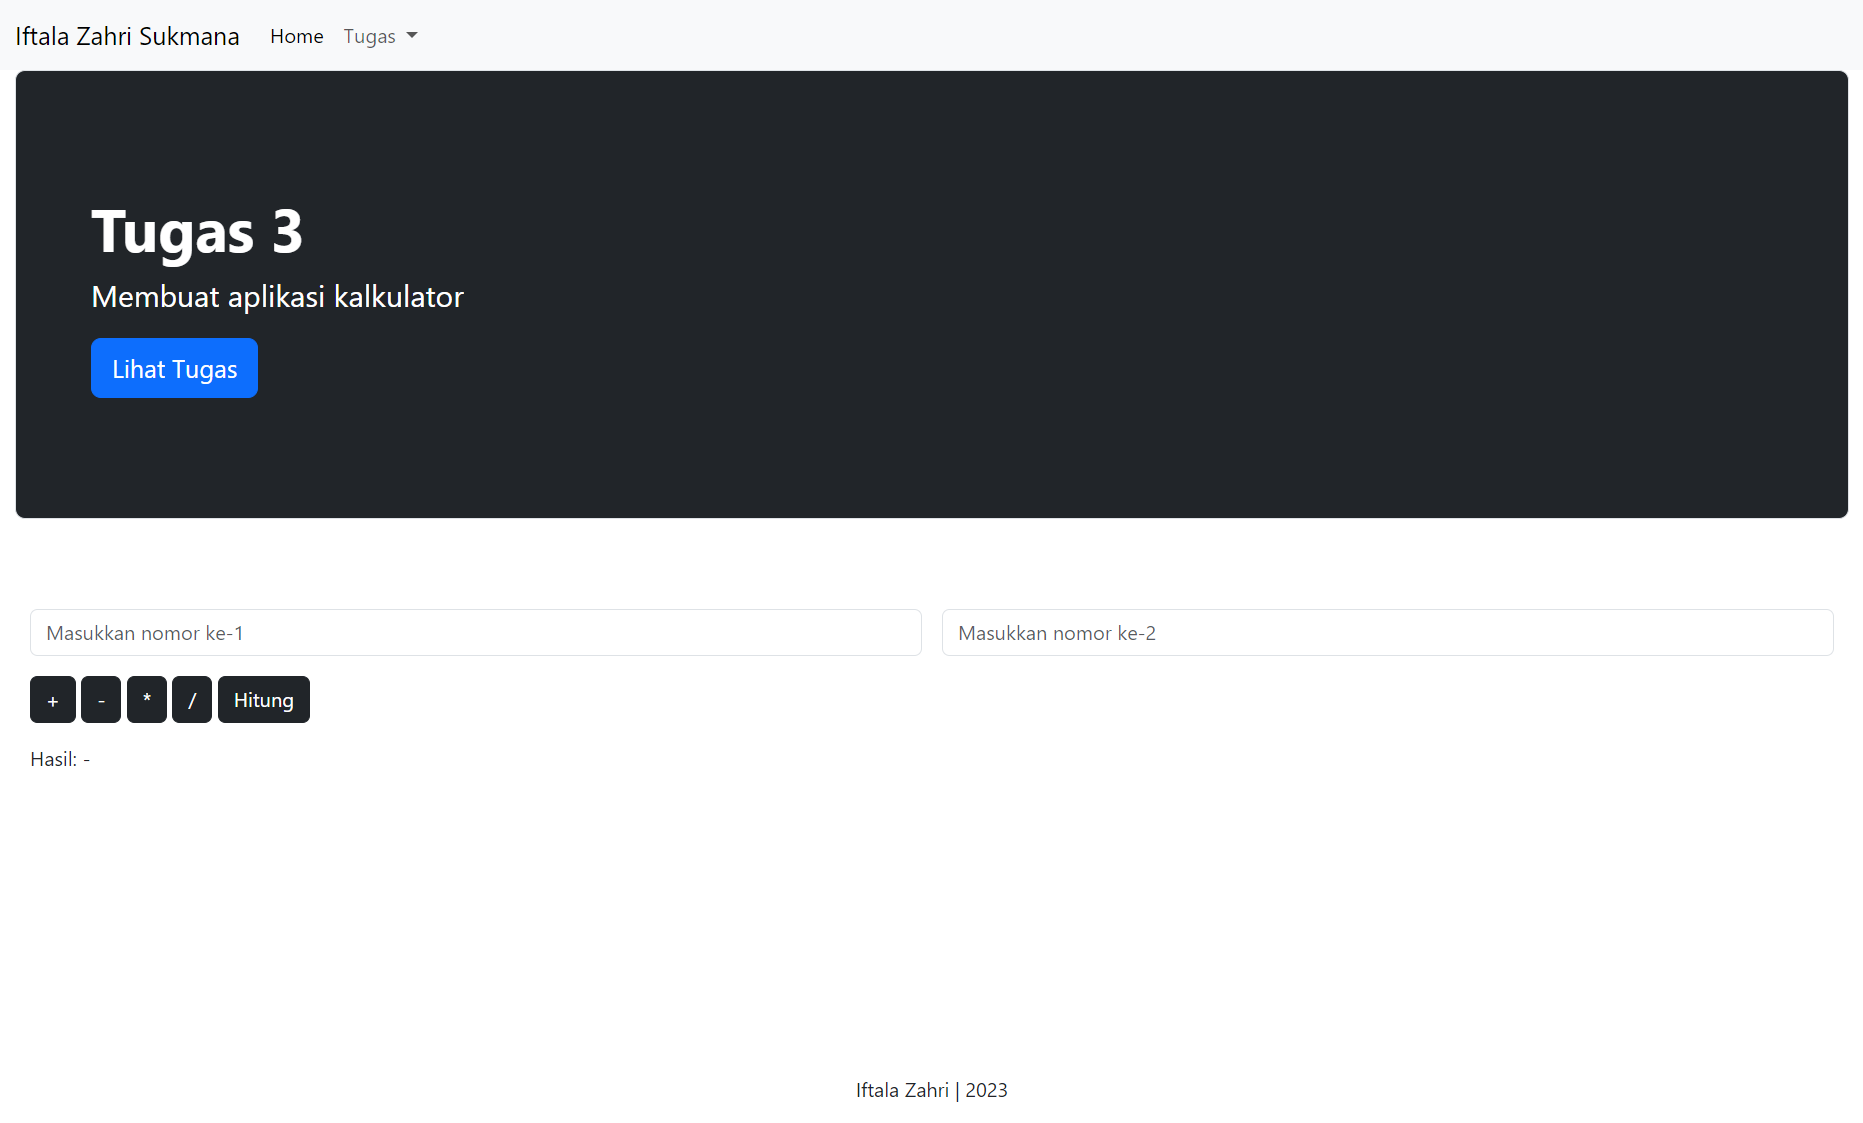 Iftala Zahri Sukmana Home Tugas
Tugas 3
Membuat aplikasi kalkulator
Lihat Tugas
Masukkan nomor ke-1 Masukkan nomor ke-2
+ - * / Hitung
Hasil: -
Iftala Zahri | 2023